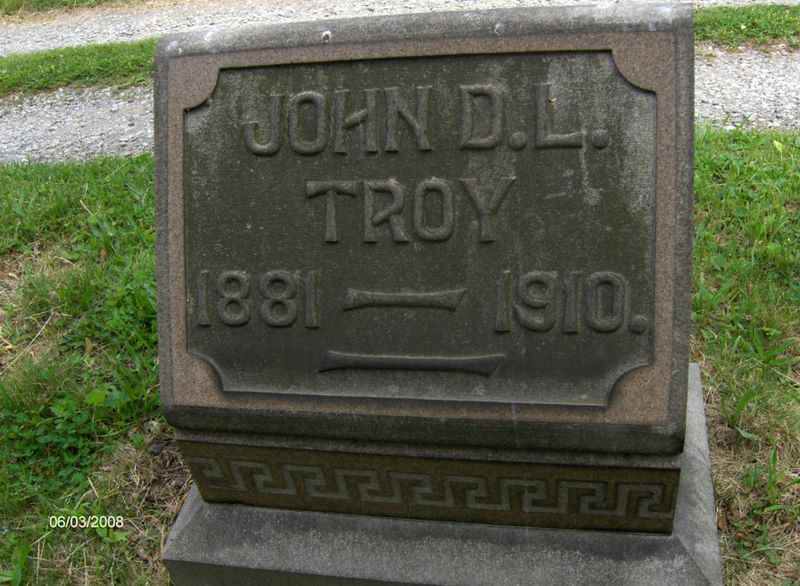 JOHN D.L.
TROY
1881 — 1910.
06/03/2008